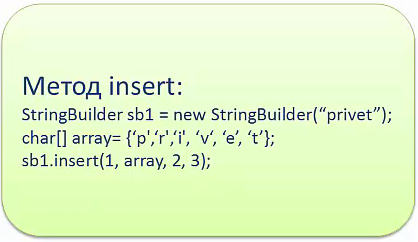 Метод insert:
StringBuilder sb1 = new StringBuilder(“privet”);
char[] array= {‘p',‘r',‘i', ‘v‘, ‘e’, ‘t’};
sb1.insert(1, array, 2, 3);